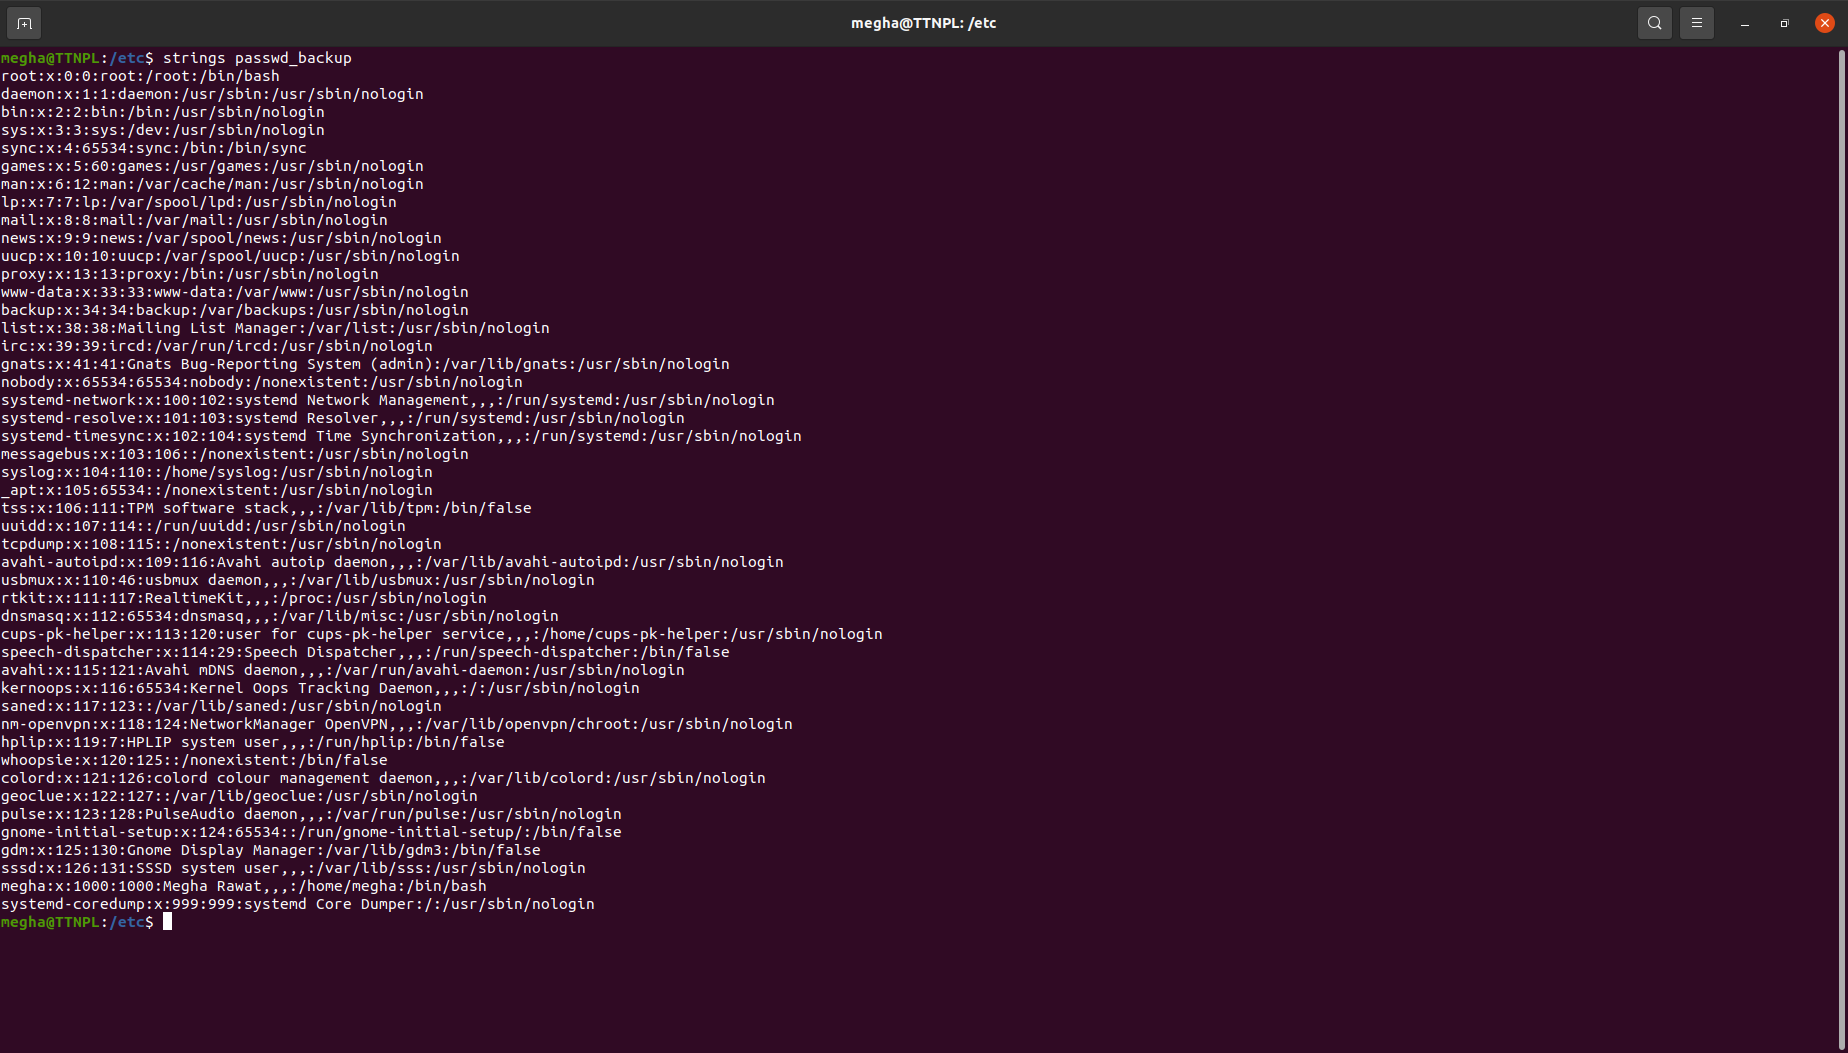 megha@TTNPL: /etc
megha@TTNPL:/etc$ strings passwd_backup
root:x:0:0:root:/root:/bin/bash
daemon:x:1:1:daemon:/usr/sbin:/usr/sbin/nologin
bin:x:2:2:bin:/bin:/usr/sbin/nologin
sys:x:3:3:sys:/dev:/usr/sbin/nologin
sync:x:4:65534:sync:/bin:/bin/sync
games:x:5:60:games:/usr/games:/usr/sbin/nologin
man:x:6:12:man:/var/cache/man:/usr/sbin/nologin
lp:x:7:7:lp:/var/spool/lpd:/usr/sbin/nologin
mail:x:8:8:mail:/var/mail:/usr/sbin/nologin
news:x:9:9:news:/var/spool/news:/usr/sbin/nologin
uucp:x:10:10:uucp:/var/spool/uucp:/usr/sbin/nologin
proxy:x:13:13:proxy:/bin:/usr/sbin/nologin
www-data:x:33:33:www-data:/var/www:/usr/sbin/nologin
backup:x:34:34:backup:/var/backups:/usr/sbin/nologin
list:x:38:38:Mailing List Manager:/var/list:/usr/sbin/nologin
irc:x:39:39:ircd:/var/run/ircd:/usr/sbin/nologin
gnats:x:41:41:Gnats Bug-Reporting System (admin):/var/lib/gnats:/usr/sbin/nologin
nobody:x:65534:65534:nobody:/nonexistent:/usr/sbin/nologin
systemd-network:x:100:102:systemd Network Management,,,:/run/systemd:/usr/sbin/nologin
systemd-resolve:x:101:103:systemd Resolver,,,:/run/systemd:/usr/sbin/nologin
systemd-timesync:x:102:104:systemd Time Synchronization,,,:/run/systemd:/usr/sbin/nologin
messagebus:x:103:106::/nonexistent:/usr/sbin/nologin
syslog:x:104:110::/home/syslog:/usr/sbin/nologin
_apt:x:105:65534::/nonexistent:/usr/sbin/nologin
tss:x:106:111:TPM software stack,,,:/var/lib/tpm:/bin/false
uuidd:x:107:114::/run/uuidd:/usr/sbin/nologin
tcpdump:x:108:115::/nonexistent:/usr/sbin/nologin
avahi-autoipd:x:109:116:Avahi autoip daemon,,,:/var/lib/avahi-autoipd:/usr/sbin/nologin
usbmux:x:110:46:usbmux daemon,,,:/var/lib/usbmux:/usr/sbin/nologin
rtkit:x:111:117:RealtimeKit,,,:/proc:/usr/sbin/nologin
dnsmasq:x:112:65534:dnsmasq,,,:/var/lib/misc:/usr/sbin/nologin
cups-pk-helper:x:113:120:user for cups-pk-helper service,,,:/home/cups-pk-helper:/usr/sbin/nologin
speech-dispatcher:x:114:29:Speech Dispatcher,,,:/run/speech-dispatcher:/bin/false
avahi:x:115:121:Avahi mDNS daemon,,,:/var/run/avahi-daemon:/usr/sbin/nologin
kernoops:x:116:65534:Kernel Oops Tracking Daemon,,,:/:/usr/sbin/nologin
saned:x:117:123::/var/lib/saned:/usr/sbin/nologin
nm-openvpn:x:118:124:NetworkManager OpenVPN,,,:/var/lib/openvpn/chroot:/usr/sbin/nologin
hplip:x:119:7:HPLIP system user,,,:/run/hplip:/bin/false
whoopsie:x:120:125::/nonexistent:/bin/false
colord:x:121:126:colord colour management daemon,,,:/var/lib/colord:/usr/sbin/nologin
geoclue:x:122:127::/var/lib/geoclue:/usr/sbin/nologin
pulse:x:123:128:PulseAudio daemon,,,:/var/run/pulse:/usr/sbin/nologin
gnome-initial-setup:x:124:65534::/run/gnome-initial-setup/:/bin/false
gdm:x:125:130:Gnome Display Manager:/var/lib/gdm3:/bin/false
sssd:x:126:131:SSSD system user,,,:/var/lib/sss:/usr/sbin/nologin
megha:x:1000:1000:Megha Rawat,,,:/home/megha:/bin/bash
systemd-coredump:x:999:999:systemd Core Dumper:/:/usr/sbin/nologin
megha@TTNPL:/etc$